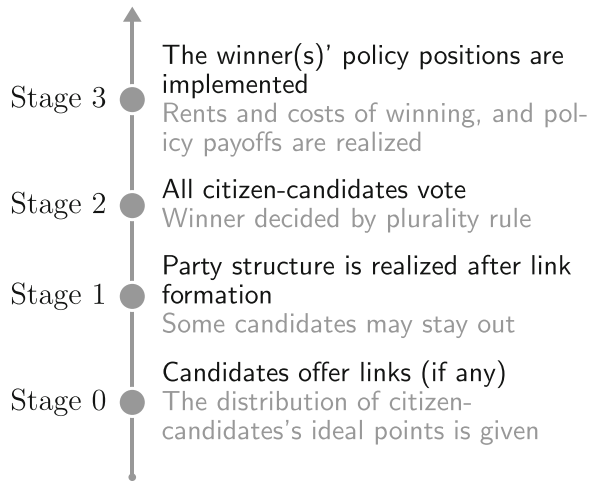 The winner(s)' policy positions are
implemented
Stage 3
Rents and costs of winning, and pol-
icy payoffs are realized
All citizen-candidates vote
Stage 2
Winner decided by plurality rule
Party structure is realized after link
Stage 1
formation
Some candidates may stay out
Candidates offer links (if any)
Stage 0
The distribution of citizen-
candidates's ideal points is given